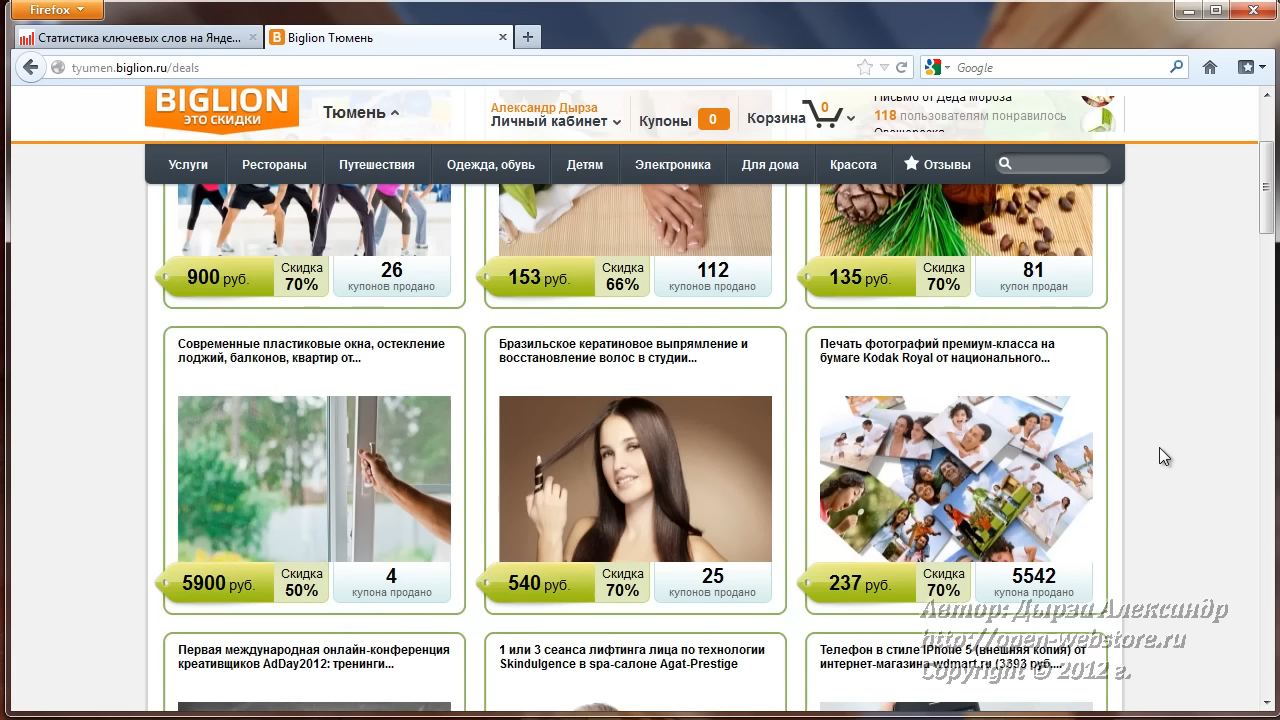 Firefox
Статистика ключевых слов на Янде...
Biglion Тюмень
tyumen.biglion.ru/deals
Google
BIGLION
ЭТО СКИДКИ
Тюмень
Александр Дырза
Личный кабинет
Купоны 0
Корзина 0
Письмо от Деда Мороза
118 пользователям понравилось
Услуги Рестораны Путешествия Одежда, обувь Детям Электроника Для дома Красота Отзывы
900 руб. Скидка 70% 26 купонов продано
153 руб. Скидка 66% 112 купонов продано
135 руб. Скидка 70% 81 купон продан
Современные пластиковые окна, остекление
лоджий, балконов, квартир от...
5900 руб. Скидка 50% 4 купона продано
Бразильское кератиновое выпрямление и
восстановление волос в студии...
540 руб. Скидка 70% 25 купонов продано
Печать фотографий премиум-класса на
бумаге Kodak Royal от национального...
237 руб. Скидка 70% 5542 купона продано
Первая международная онлайн-конференция
креативщиков AdDay2012: тренинги...
1 или 3 сеанса лифтинга лица по технологии
Skindulgence в spa-салоне Agat-Prestige
Телефон в стиле iPhone 5 (внешняя копия) от
интернет-магазина wdmart.ru (3393 руб....
Автор: Дырза Александр
http://open-webstore.ru
Copyright © 2012 г.